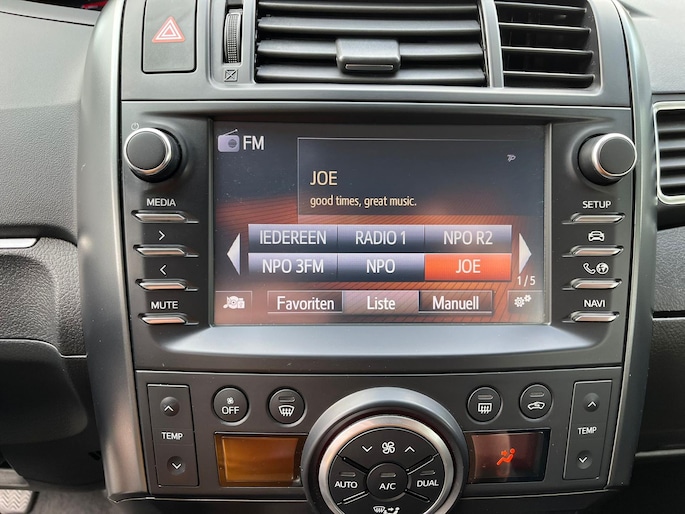 FM
JOE
good times, great music.
IEDEREEN RADIO 1 NPO R2
NPO 3FM NPO JOE
1/5
Favoriten Liste Manuell
MEDIA
>
<
MUTE
SETUP
NAVI
TEMP
OFF
AUTO A/C DUAL
TEMP